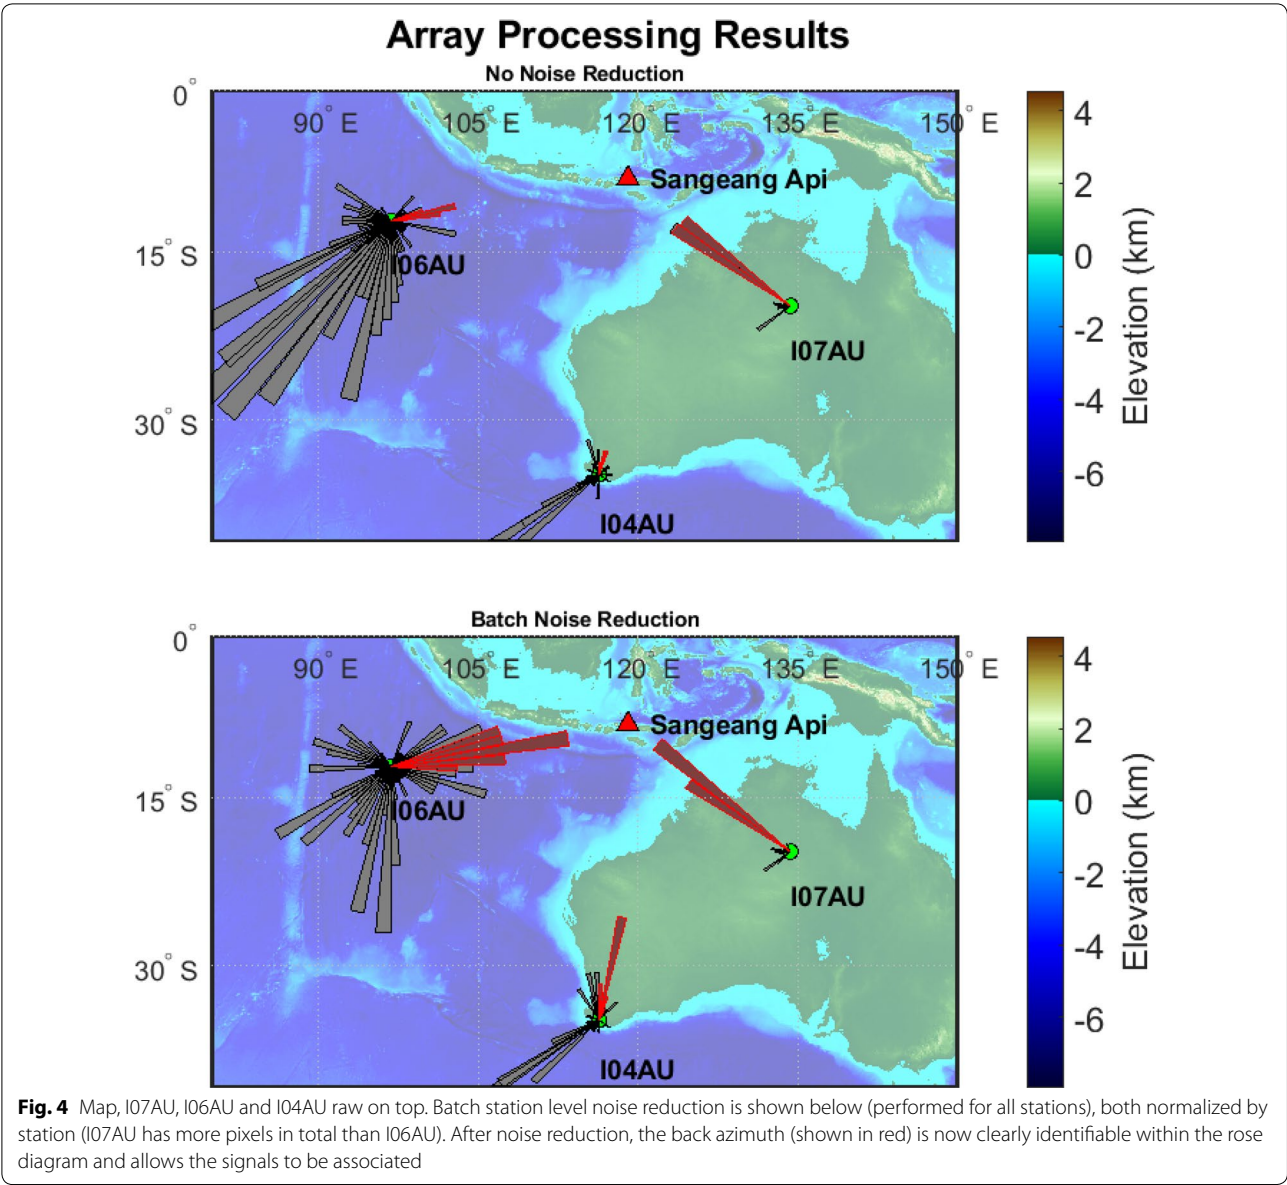 Array Processing Results
No Noise Reduction
0°
90° E 105° E 120° E 135° E 150° E
Sangeang Api
15° S
I06AU
I07AU
30° S
I04AU
4
2
0
-2
-4
-6
Elevation (km)
Batch Noise Reduction
0°
90° E 105° E 120° E 135° E 150° E
Sangeang Api
15° S
I06AU
I07AU
30° S
I04AU
4
2
0
-2
-4
-6
Elevation (km)
Fig. 4 Map, I07AU, I06AU and I04AU raw on top. Batch station level noise reduction is shown below (performed for all stations), both normalized by
station (I07AU has more pixels in total than I06AU). After noise reduction, the back azimuth (shown in red) is now clearly identifiable within the rose
diagram and allows the signals to be associated